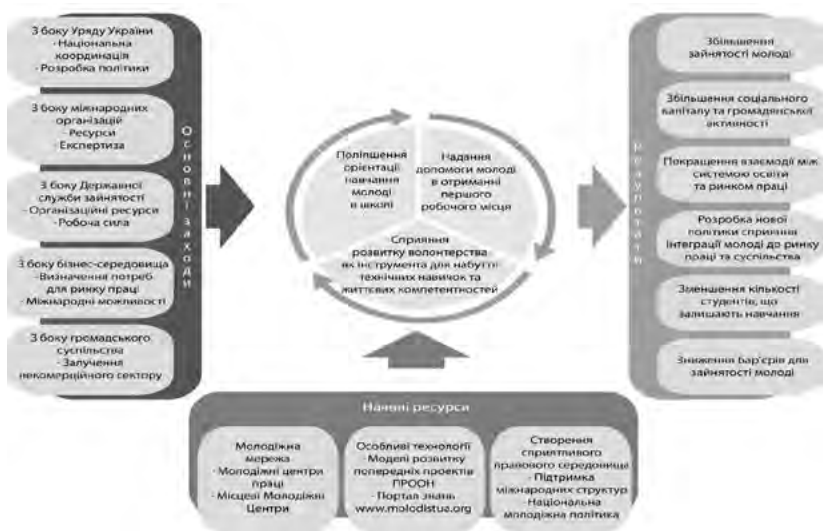 З боку Уряду України
- Національна
координація
- Розробка політики
З боку міжнародних
організацій
- Ресурси
- Експертиза
З боку Державної
служби зайнятості
- Організаційні ресурси
- Робоча сила
З боку бізнес-середовища
- Визначення потреб
для ринку праці
- Міжнародні можливості
З боку громадського
суспільства
- Залучення
некомерційного сектору
Основні заходи
Поліпшення
орієнтації
навчання
молоді
в школі
Надання
допомоги молоді
в отриманні
першого
робочого місця
Сприяння
розвитку волонтерства
як інструмента для набуття
технічних навичок та
життєвих компетентностей
Результати
Збільшення
зайнятості молоді
Збільшення соціального
капіталу та громадянської
активності
Покращення взаємодії між
системою освіти
та ринком праці
Розробка нової
політики сприяння
інтеграції молоді до ринку
праці та суспільства
Зменшення кількості
студентів, що
залишають навчання
Зниження бар'єрів для
зайнятості молоді
Наявні ресурси
Молодіжна
мережа
- Молодіжні центри
праці
- Місцеві Молодіжні
Центри
Особливі технології
- Моделі розвитку
попередніх проектів
ПРООН
- Портал знань
www.molodistua.org
Створення
сприятливого
правового середовища
- Підтримка
міжнародних структур
- Національна
молодіжна політика